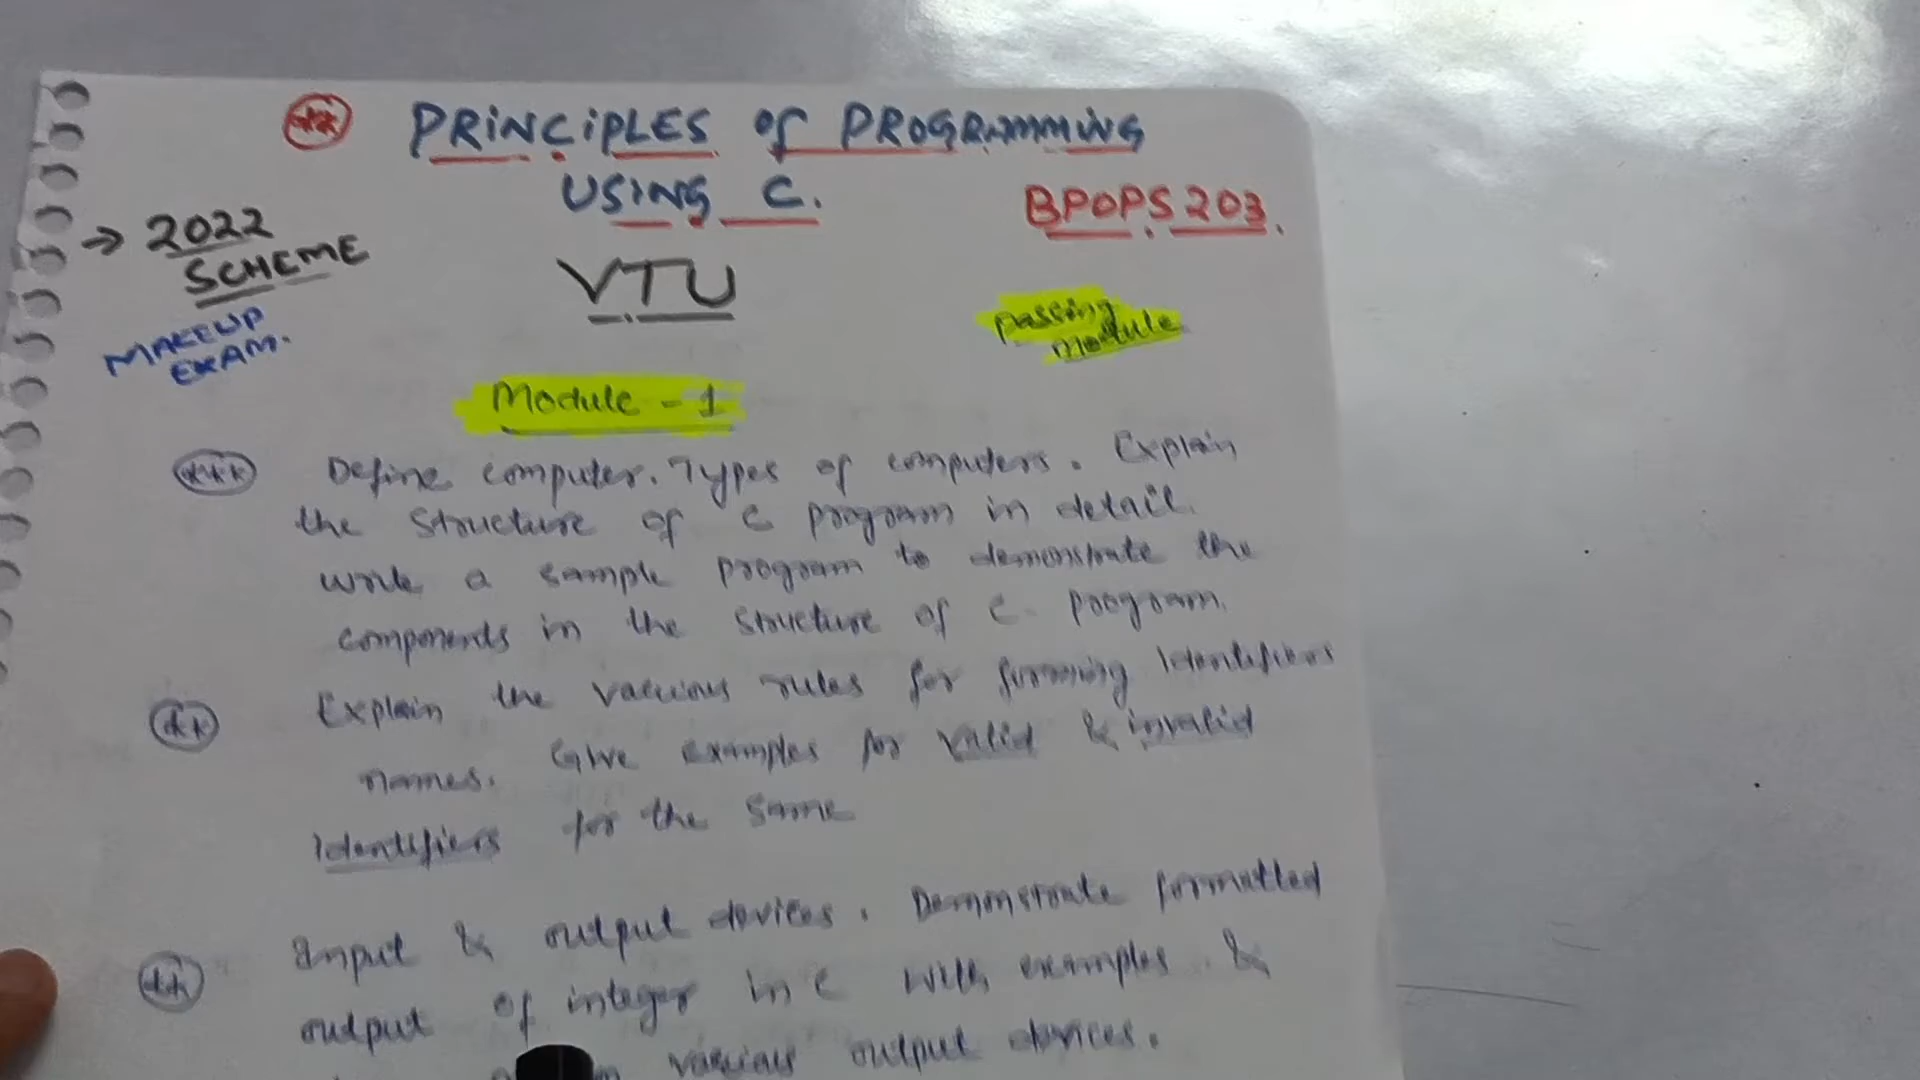 ** PRINCIPLES OF PROGRAMMING
USING C.
BPOPS 203.
→ 2022
SCHEME
VTU
MAKEUP
EXAM.
Passing
Module
Module - 1
*** Define computer. Types of computers. Explain
the structure of C program in detail.
write a sample program to demonstrate the
components in the structure of C program.
** Explain the various rules for forming identifiers
names. Give examples for valid & invalid
identifiers for the same
** Input & output devices. Demonstrate formatted
output of integer in C with examples &
various output devices.